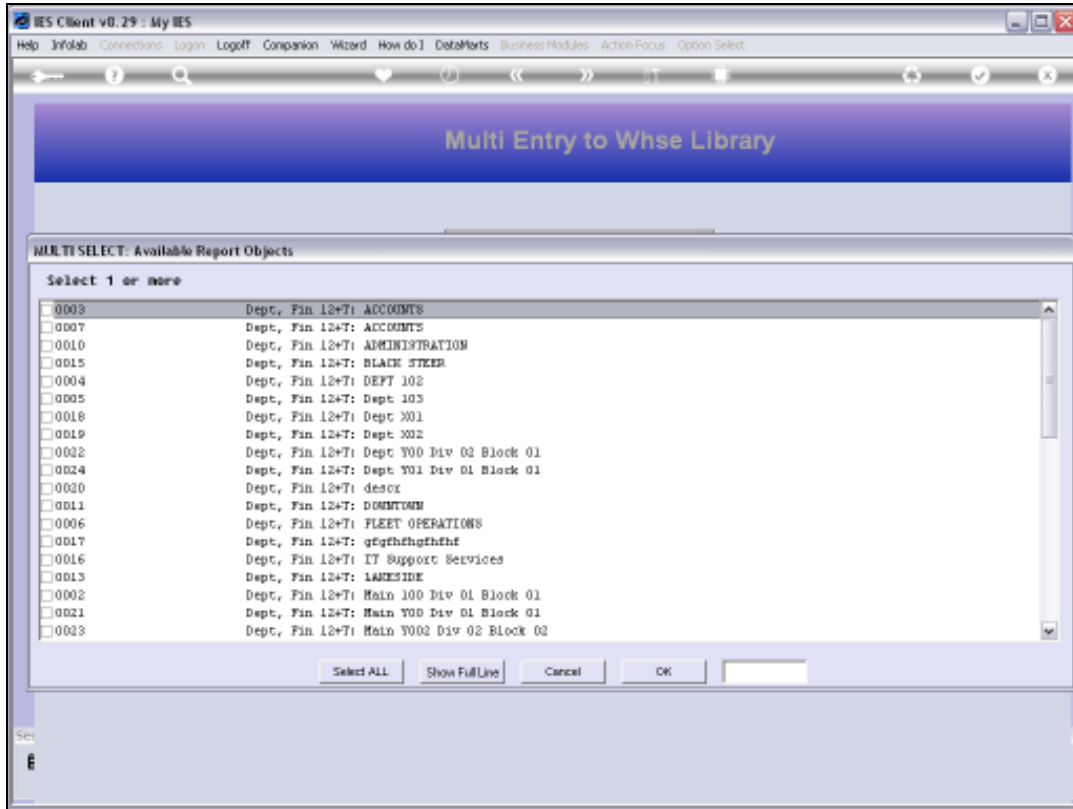 IES Client v8.29 : My IES
Help Infolab Connections Logon Logoff Companion Wizard How do I DataMarts Business Modules Action Focus Option Select
Multi Entry to Whse Library
MULTI SELECT: Available Report Objects
Select 1 or more
0003 Dept, Fin 12+T: ACCOUNTS
0007 Dept, Fin 12+T: ACCOUNTS
0010 Dept, Fin 12+T: ADMINISTRATION
0015 Dept, Fin 12+T: BLACK STEER
0004 Dept, Fin 12+T: DEPT 102
0005 Dept, Fin 12+T: Dept 103
0018 Dept, Fin 12+T: Dept X01
0019 Dept, Fin 12+T: Dept X02
0022 Dept, Fin 12+T: Dept Y00 Div 02 Block 01
0024 Dept, Fin 12+T: Dept Y01 Div 01 Block 01
0020 Dept, Fin 12+T: descr
0011 Dept, Fin 12+T: DOWNTOWN
0006 Dept, Fin 12+T: FLEET OPERATIONS
0017 Dept, Fin 12+T: gfgfhfhgfhfhf
0016 Dept, Fin 12+T: IT Support Services
0013 Dept, Fin 12+T: LAKESIDE
0002 Dept, Fin 12+T: Main 100 Div 01 Block 01
0021 Dept, Fin 12+T: Main Y00 Div 01 Block 01
0023 Dept, Fin 12+T: Main Y002 Div 02 Block 02
Select ALL Show Full Line Cancel OK